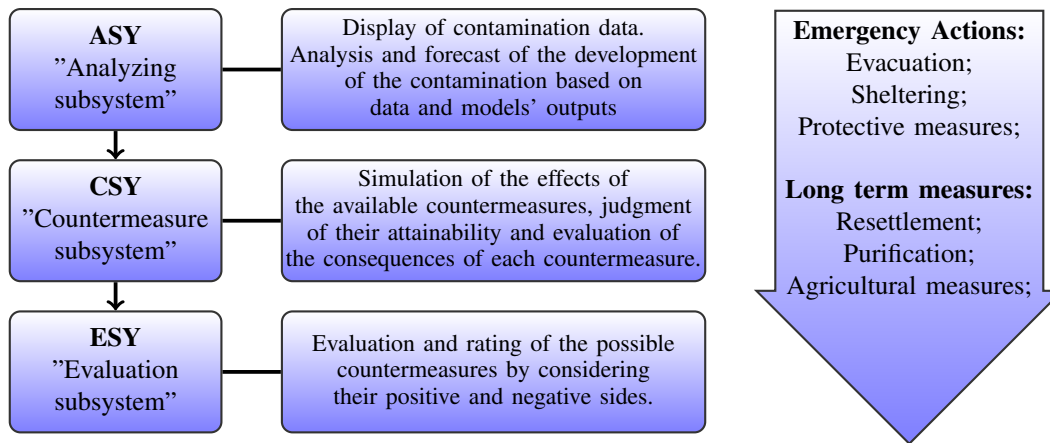 ASY
”Analyzing
subsystem”
Display of contamination data.
Analysis and forecast of the development
of the contamination based on
data and models’ outputs
CSY
”Countermeasure
subsystem”
Simulation of the effects of
the available countermeasures, judgment
of their attainability and evaluation of
the consequences of each countermeasure.
ESY
”Evaluation
subsystem”
Evaluation and rating of the possible
countermeasures by considering
their positive and negative sides.
Emergency Actions:
Evacuation;
Sheltering;
Protective measures;
Long term measures:
Resettlement;
Purification;
Agricultural measures;